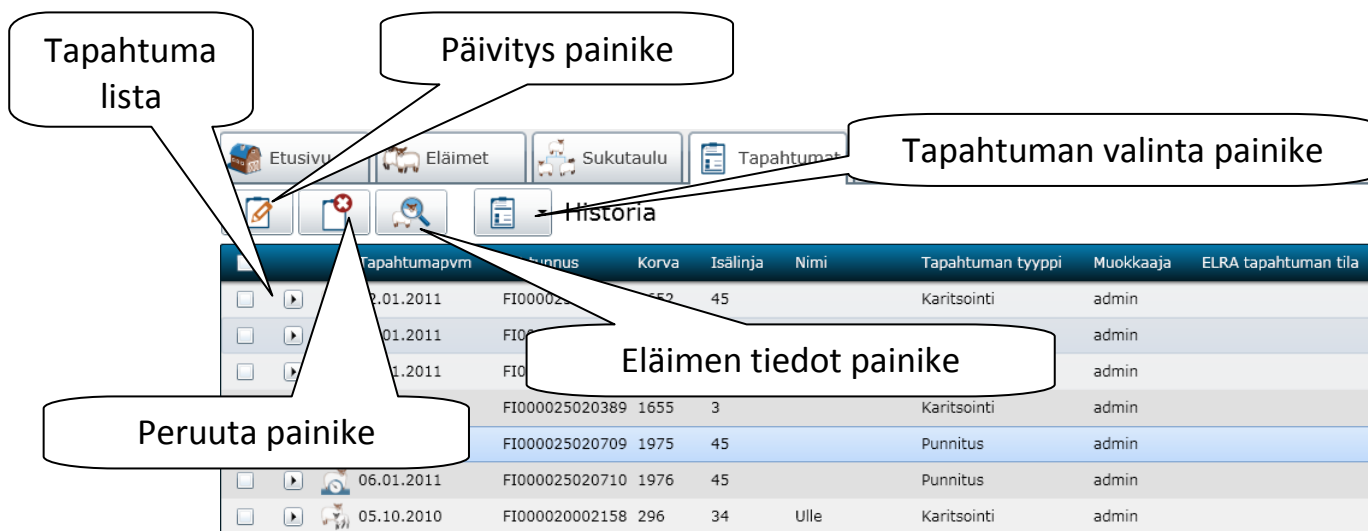 Tapahtuma
lista
Päivitys painike
Tapahtuman valinta painike
Etusivu
Eläimet
Sukutaulu
Tapahtumat
Historia
Tapahtumapvm
Korva
Isälinja
Nimi
Tapahtuman tyyppi
Muokkaaja
ELRA tapahtuman tila
.01.2011
45
Karitsointi
admin
.01.2011
admin
.2011
admin
Eläimen tiedot painike
Peruuta painike
FI000025020389 1655 3 Karitsointi admin
FI000025020709 1975 45 Punnitus admin
06.01.2011 FI000025020710 1976 45 Punnitus admin
05.10.2010 FI000020002158 296 34 Ulle Karitsointi admin